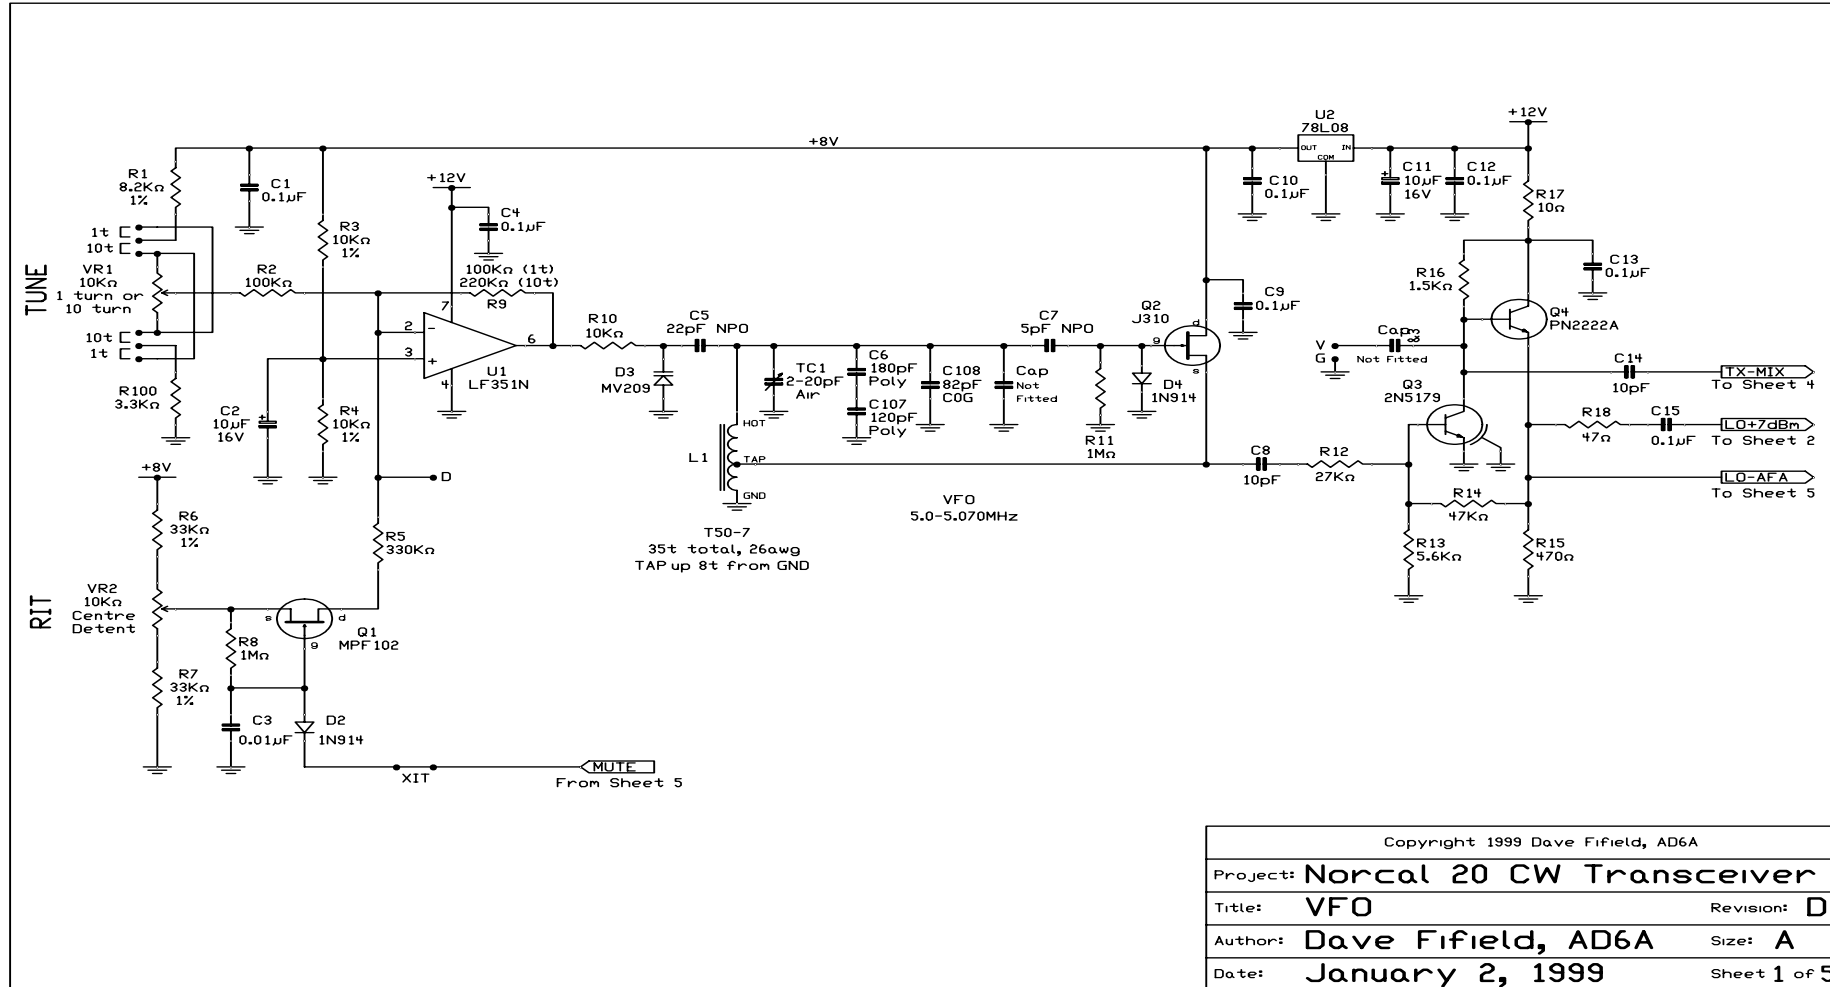 +8V
U2
78L08
OUT
IN
COM
+12V
R1
8.2KΩ
1%
C1
0.1µF
+12V
C4
0.1µF
R3
10KΩ
1%
1t
10t
TUNE
VR1
10KΩ
1 turn or
10 turn
10t
1t
R2
100KΩ
100KΩ (1t)
220KΩ (10t)
R9
7
2
3
6
4
U1
LF351N
R100
3.3KΩ
C2
10µF
16V
R4
10KΩ
1%
R10
10KΩ
C5
22pF NPO
D3
MV209
TC1
2-20pF
Air
C6
180pF
Poly
C107
120pF
Poly
C108
82pF
C0G
Cap
Not
Fitted
C7
5pF NPO
R11
1MΩ
D4
1N914
Q2
J310
d
g
s
C9
0.1µF
C10
0.1µF
C11
10µF
16V
C12
0.1µF
R17
10Ω
R16
1.5KΩ
C13
0.1µF
Q4
PN2222A
V
G
Cap
Not Fitted
Q3
2N5179
C14
10pF
TX-MIX
To Sheet 4
R18
47Ω
C15
0.1µF
LO+7dBm
To Sheet 2
LO-AFA
To Sheet 5
L1
HOT
TAP
GND
T50-7
35t total, 26awg
TAP up 8t from GND
VFO
5.0-5.070MHz
C8
10pF
R12
27KΩ
R14
47KΩ
R13
5.6KΩ
R15
470Ω
+8V
D
R6
33KΩ
1%
R5
330KΩ
RIT
VR2
10KΩ
Centre
Detent
s
d
g
Q1
MPF102
R8
1MΩ
R7
33KΩ
1%
C3
0.01µF
D2
1N914
XIT
MUTE
From Sheet 5
Copyright 1999 Dave Fifield, AD6A
Project: Norcal 20 CW Transceiver
Title: VFO Revision: D
Author: Dave Fifield, AD6A Size: A
Date: January 2, 1999 Sheet 1 of 5